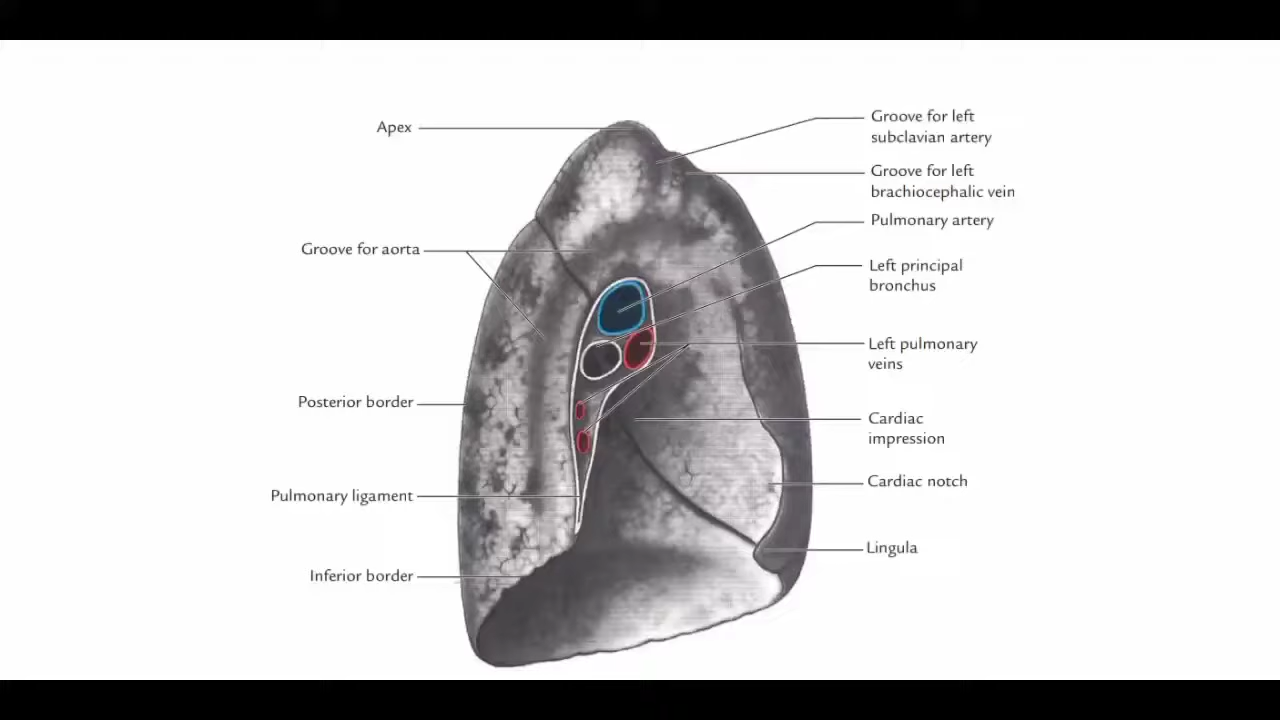 Apex
Groove for aorta
Posterior border
Pulmonary ligament
Inferior border
Groove for left
subclavian artery
Groove for left
brachiocephalic vein
Pulmonary artery
Left principal
bronchus
Left pulmonary
veins
Cardiac
impression
Cardiac notch
Lingula